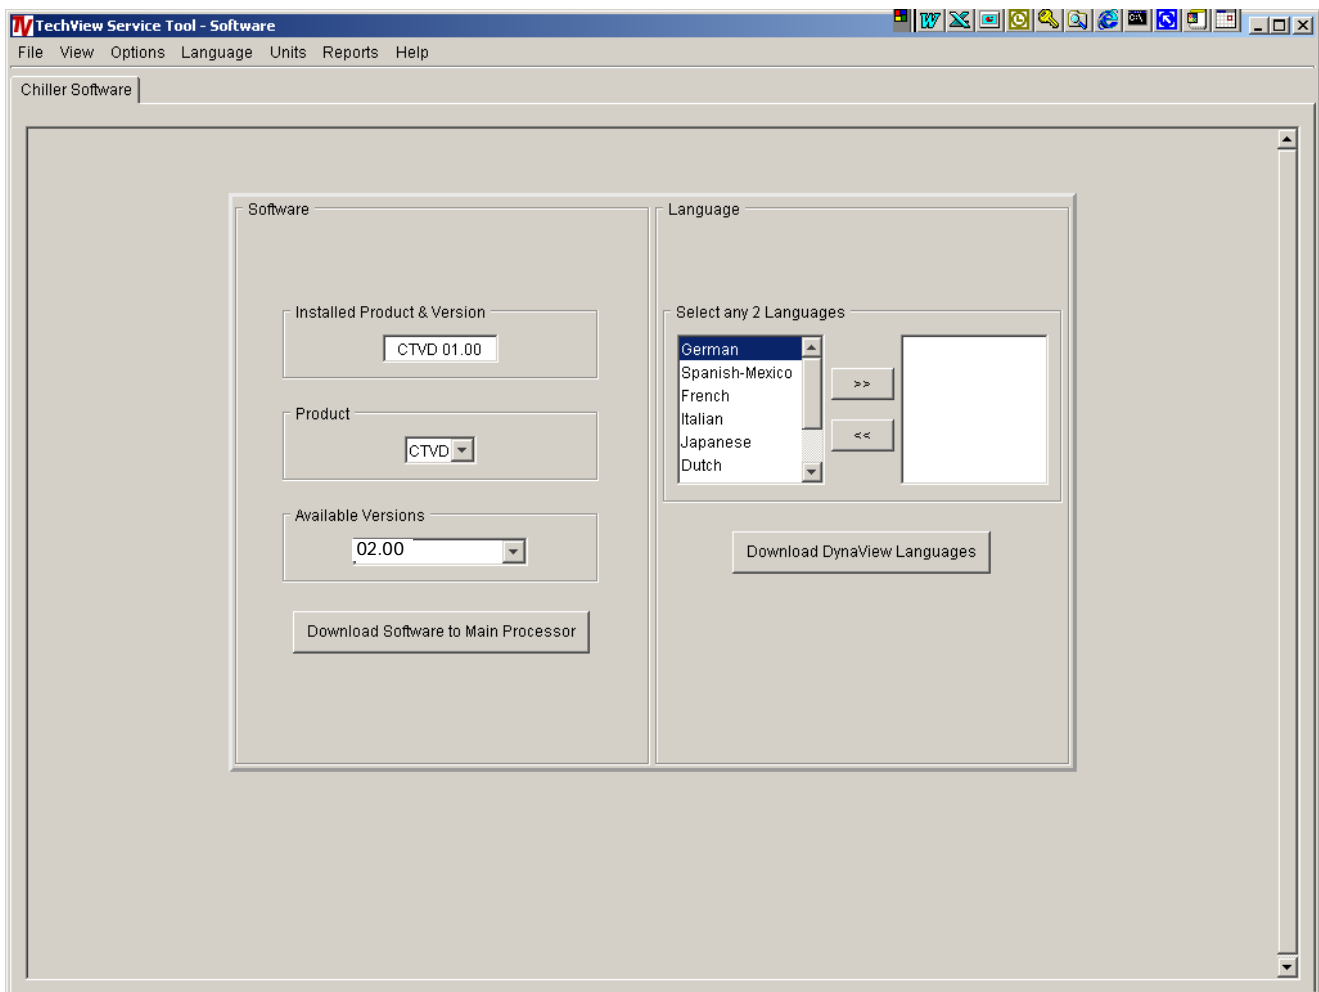 TechView Service Tool - Software
File View Options Language Units Reports Help
Chiller Software
Software
Installed Product & Version
CTVD 01.00
Product
CTVD
Available Versions
02.00
Download Software to Main Processor
Language
Select any 2 Languages
German
Spanish-Mexico
French
Italian
Japanese
Dutch
>>
<<
Download DynaView Languages